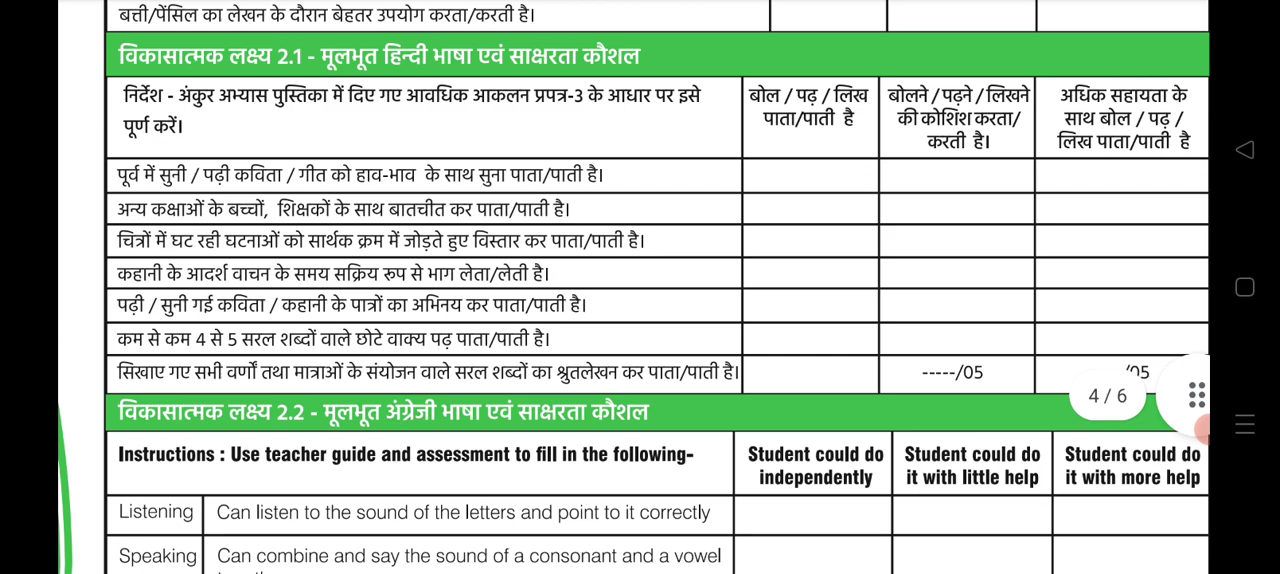 बत्ती/पेंसिल का लेखन के दौरान बेहतर उपयोग करता/करती है।
विकासात्मक लक्ष्य 2.1 - मूलभूत हिन्दी भाषा एवं साक्षरता कौशल
निर्देश - अंकुर अभ्यास पुस्तिका में दिए गए आवधिक आकलन प्रपत्र-3 के आधार पर इसे
पूर्ण करें।
बोल / पढ़ / लिख
पाता/पाती है
बोलने / पढ़ने / लिखने
की कोशिश करता/
करती है।
अधिक सहायता के
साथ बोल / पढ़ /
लिख पाता/पाती है
पूर्व में सुनी / पढ़ी कविता / गीत को हाव-भाव के साथ सुना पाता/पाती है।
अन्य कक्षाओं के बच्चों, शिक्षकों के साथ बातचीत कर पाता/पाती है।
चित्रों में घट रही घटनाओं को सार्थक क्रम में जोड़ते हुए विस्तार कर पाता/पाती है।
कहानी के आदर्श वाचन के समय सक्रिय रूप से भाग लेता/लेती है।
पढ़ी / सुनी गई कविता / कहानी के पात्रों का अभिनय कर पाता/पाती है।
कम से कम 4 से 5 सरल शब्दों वाले छोटे वाक्य पढ़ पाता/पाती है।
सिखाए गए सभी वर्णों तथा मात्राओं के संयोजन वाले सरल शब्दों का श्रुतलेखन कर पाता/पाती है।
-----/05
/05
4 / 6
विकासात्मक लक्ष्य 2.2 - मूलभूत अंग्रेजी भाषा एवं साक्षरता कौशल
Instructions : Use teacher guide and assessment to fill in the following-
Student could do
independently
Student could do
it with little help
Student could do
it with more help
Listening
Can listen to the sound of the letters and point to it correctly
Speaking
Can combine and say the sound of a consonant and a vowel